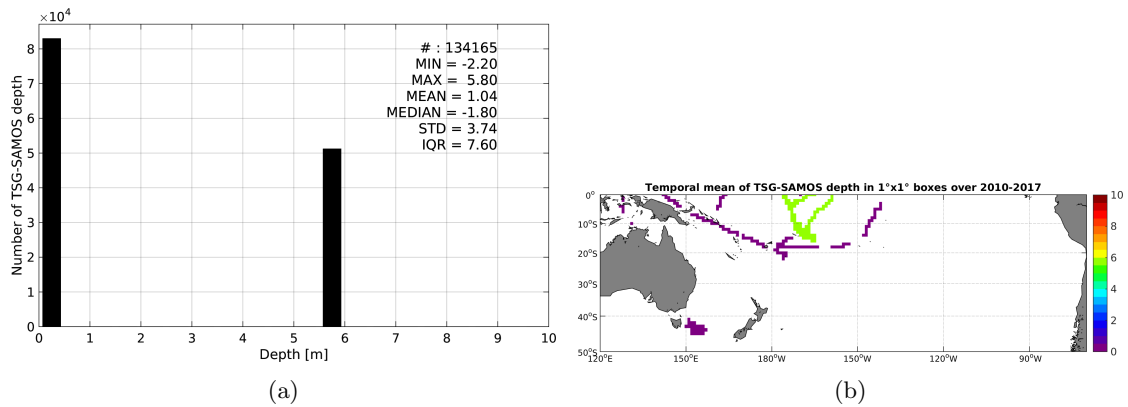 ×10⁴
8
7
6
5
4
3
2
1
0
Number of TSG-SAMOS depth
# : 134165
MIN = -2.20
MAX = 5.80
MEAN = 1.04
MEDIAN = -1.80
STD = 3.74
IQR = 7.60
0 1 2 3 4 5 6 7 8 9 10
Depth [m]
(a)
Temporal mean of TSG-SAMOS depth in 1°x1° boxes over 2010-2017
0°
10°S
20°S
30°S
40°S
50°S
120°E 150°E 180°W 150°W 120°W 90°W
10
8
6
4
2
0
(b)